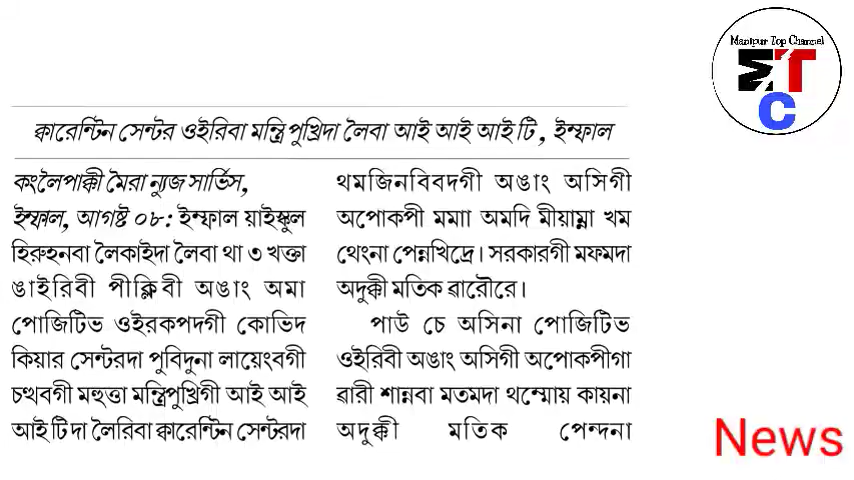 Manipur Top Channel
MTC
ক্বারেন্টিন সেন্টর ওইরিবা মন্ত্রিপুখ্রিদা লৈবা আই আই আই টি, ইম্ফাল
কংলৈপাক্কী মৈরা ন্যুজ সার্ভিস,
ইম্ফাল, আগষ্ট ০৮: ইম্ফাল য়াইস্কুল
হিরুহনবা লৈকাইদা লৈবা থা ৩ খক্তা
ঙাইরিবী পীক্লিবী অঙাং অমা
পোজিটিভ ওইরকপদগী কোভিদ
কিয়ার সেন্টরদা পুবিদুনা লায়েংবগী
চত্থবগী মহুত্তা মন্ত্রিপুখ্রিগী আই আই
আই টি দা লৈরিবা ক্বারেন্টিন সেন্টরদা
থমজিনবিবদগী অঙাং অসিগী
অপোকপী মমাা অমদি মীয়াম্না খম
থেংনা পেন্নখিদ্রে। সরকারগী মফমদা
অদুক্কী মতিক ৱারৌরে।
পাউ চে অসিনা পোজিটিভ
ওইরিবী অঙাং অসিগী অপোকপীগা
ৱারী শান্নবা মতমদা থম্মোয় কায়না
অদুক্কী মতিক পেন্দনা
News